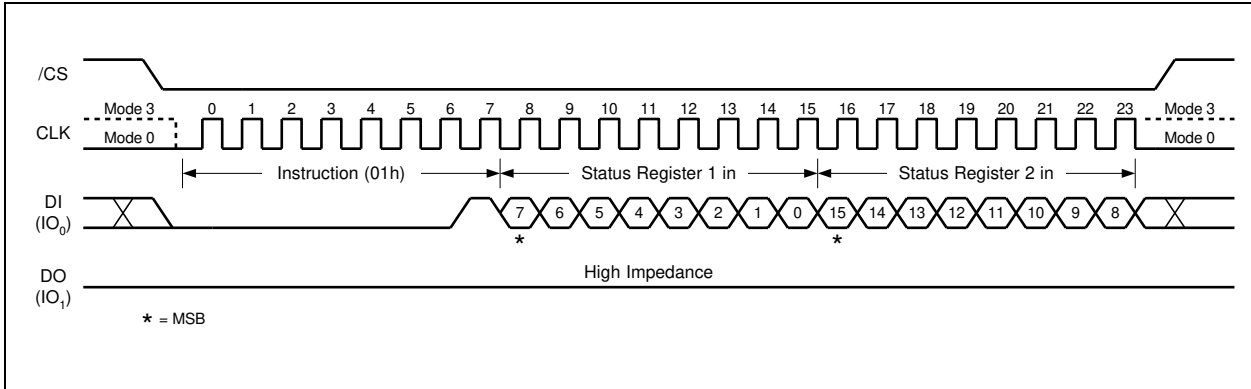 /CS
Mode 3 0 1 2 3 4 5 6 7 8 9 10 11 12 13 14 15 16 17 18 19 20 21 22 23 Mode 3
CLK
Mode 0 Mode 0
Instruction (01h) Status Register 1 in Status Register 2 in
DI
(IO0)
7 6 5 4 3 2 1 0 15 14 13 12 11 10 9 8
* *
High Impedance
DO
(IO1)
* = MSB